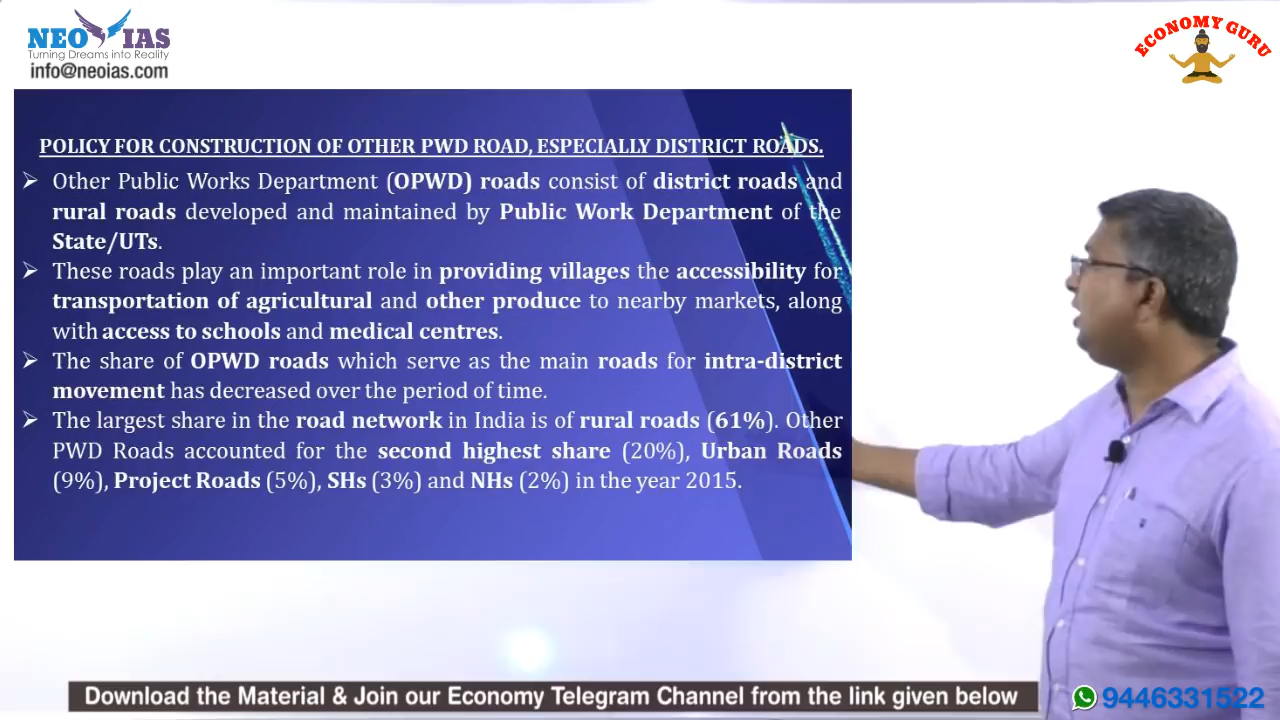 NEO IAS
Turning Dreams into Reality
info@neoias.com
ECONOMY GURU
POLICY FOR CONSTRUCTION OF OTHER PWD ROAD, ESPECIALLY DISTRICT ROADS.
➢ Other Public Works Department (OPWD) roads consist of district roads and
rural roads developed and maintained by Public Work Department of the
State/UTs.
➢ These roads play an important role in providing villages the accessibility for
transportation of agricultural and other produce to nearby markets, along
with access to schools and medical centres.
➢ The share of OPWD roads which serve as the main roads for intra-district
movement has decreased over the period of time.
➢ The largest share in the road network in India is of rural roads (61%). Other
PWD Roads accounted for the second highest share (20%), Urban Roads
(9%), Project Roads (5%), SHs (3%) and NHs (2%) in the year 2015.
Download the Material & Join our Economy Telegram Channel from the link given below
9446331522